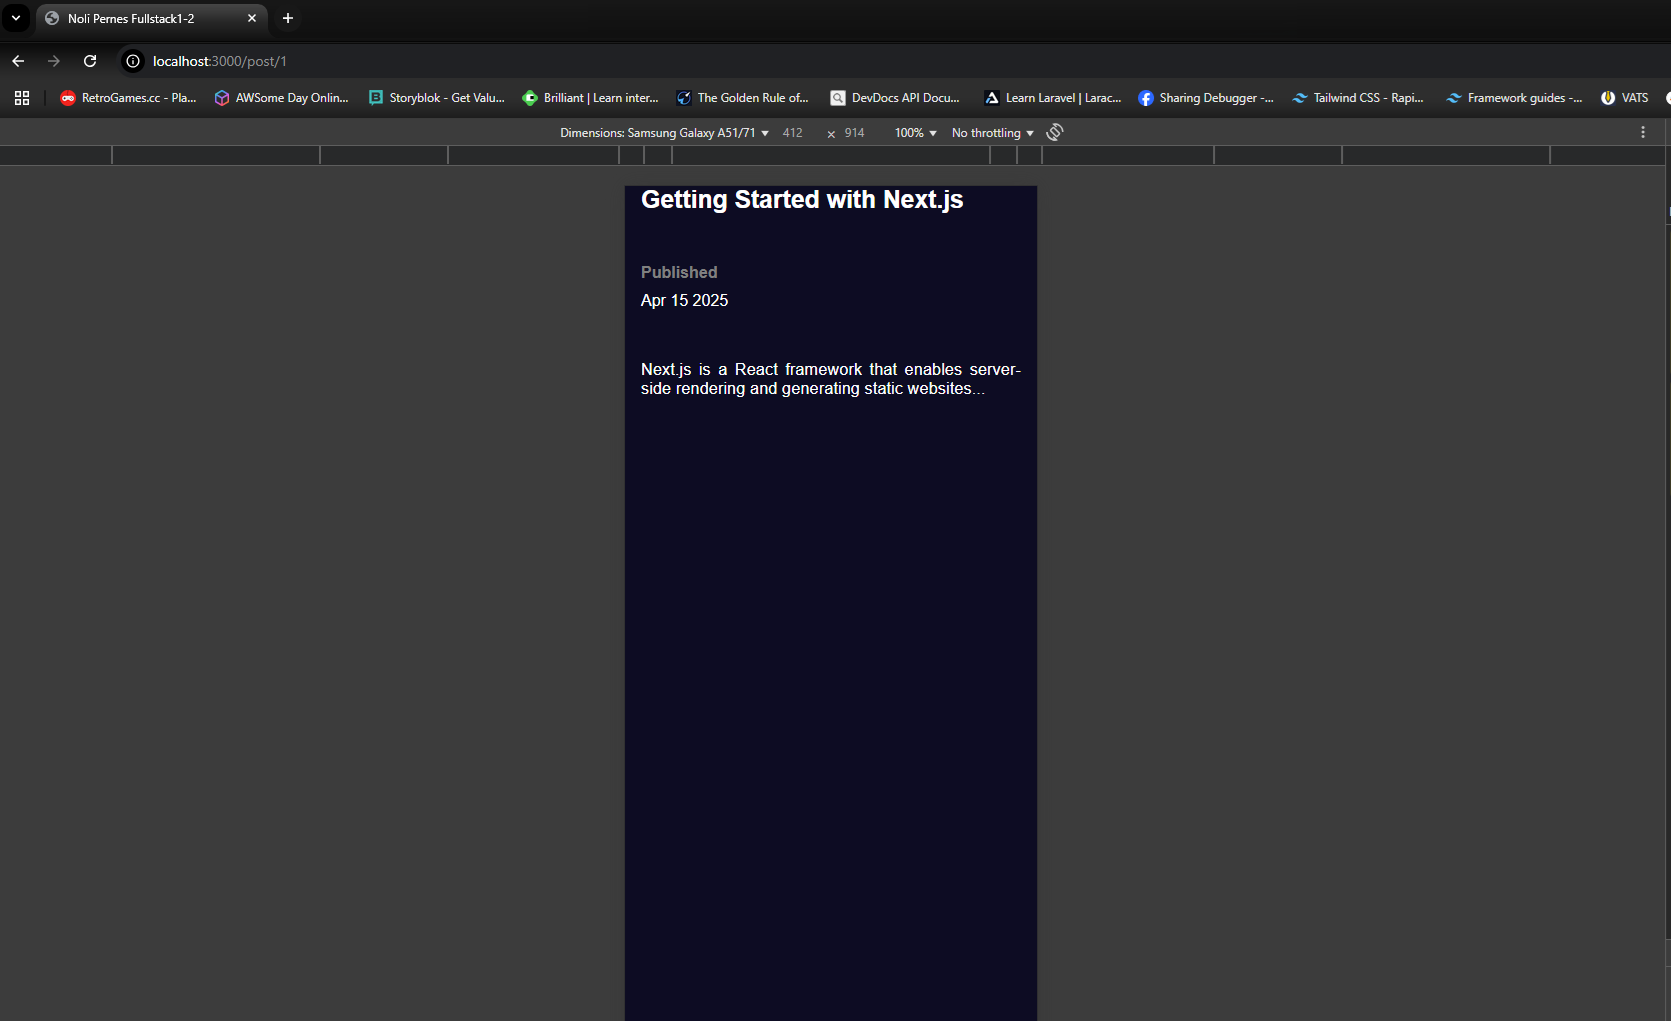 Noli Pernes Fullstack1-2
localhost:3000/post/1
RetroGames.cc - Pla... AWSome Day Onlin... Storyblok - Get Valu... Brilliant | Learn inter... The Golden Rule of... DevDocs API Docu... Learn Laravel | Larac... Sharing Debugger -... Tailwind CSS - Rapi... Framework guides -... VATS
Dimensions: Samsung Galaxy A51/71 412 × 914 100% No throttling
Getting Started with Next.js
Published
Apr 15 2025
Next.js is a React framework that enables server-
side rendering and generating static websites...